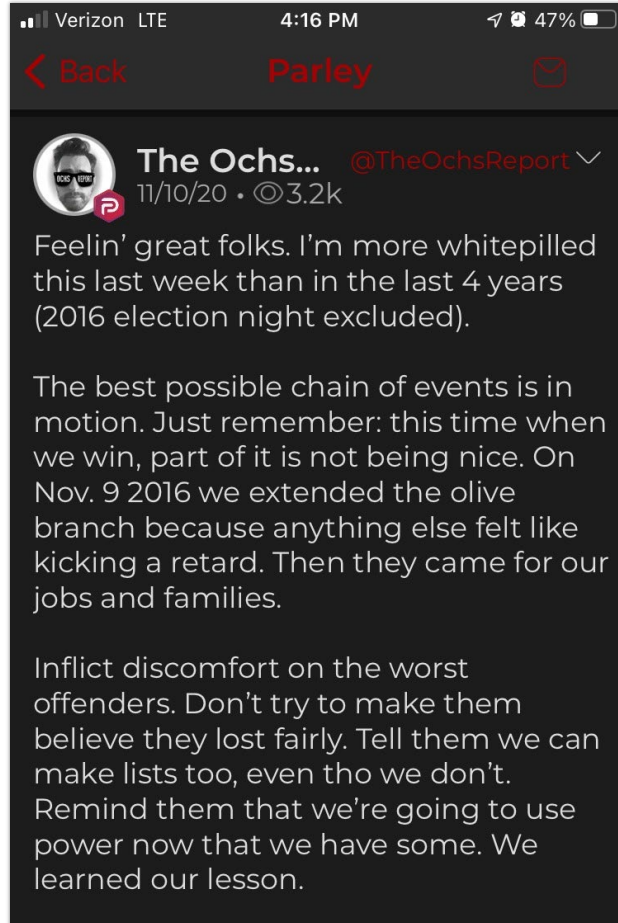 Verizon LTE 4:16 PM 47%
Back Parley
The Ochs... @TheOchsReport
11/10/20 • 3.2k
OCHS REPORT
Feelin’ great folks. I’m more whitepilled
this last week than in the last 4 years
(2016 election night excluded).
The best possible chain of events is in
motion. Just remember: this time when
we win, part of it is not being nice. On
Nov. 9 2016 we extended the olive
branch because anything else felt like
kicking a retard. Then they came for our
jobs and families.
Inflict discomfort on the worst
offenders. Don’t try to make them
believe they lost fairly. Tell them we can
make lists too, even tho we don’t.
Remind them that we’re going to use
power now that we have some. We
learned our lesson.